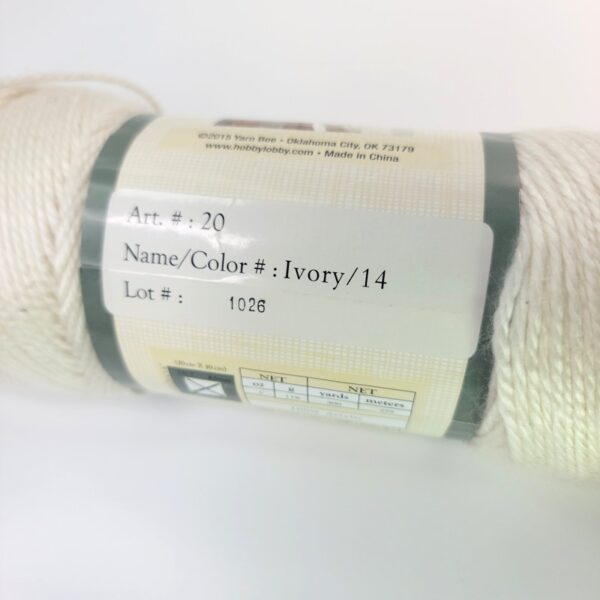 ©2015 Yarn Bee • Oklahoma City, OK 73179
www.hobbylobby.com • Made in China
Art. # : 20
Name/Color # : Ivory/14
Lot # : 1026
NET NET
oz g yards meters